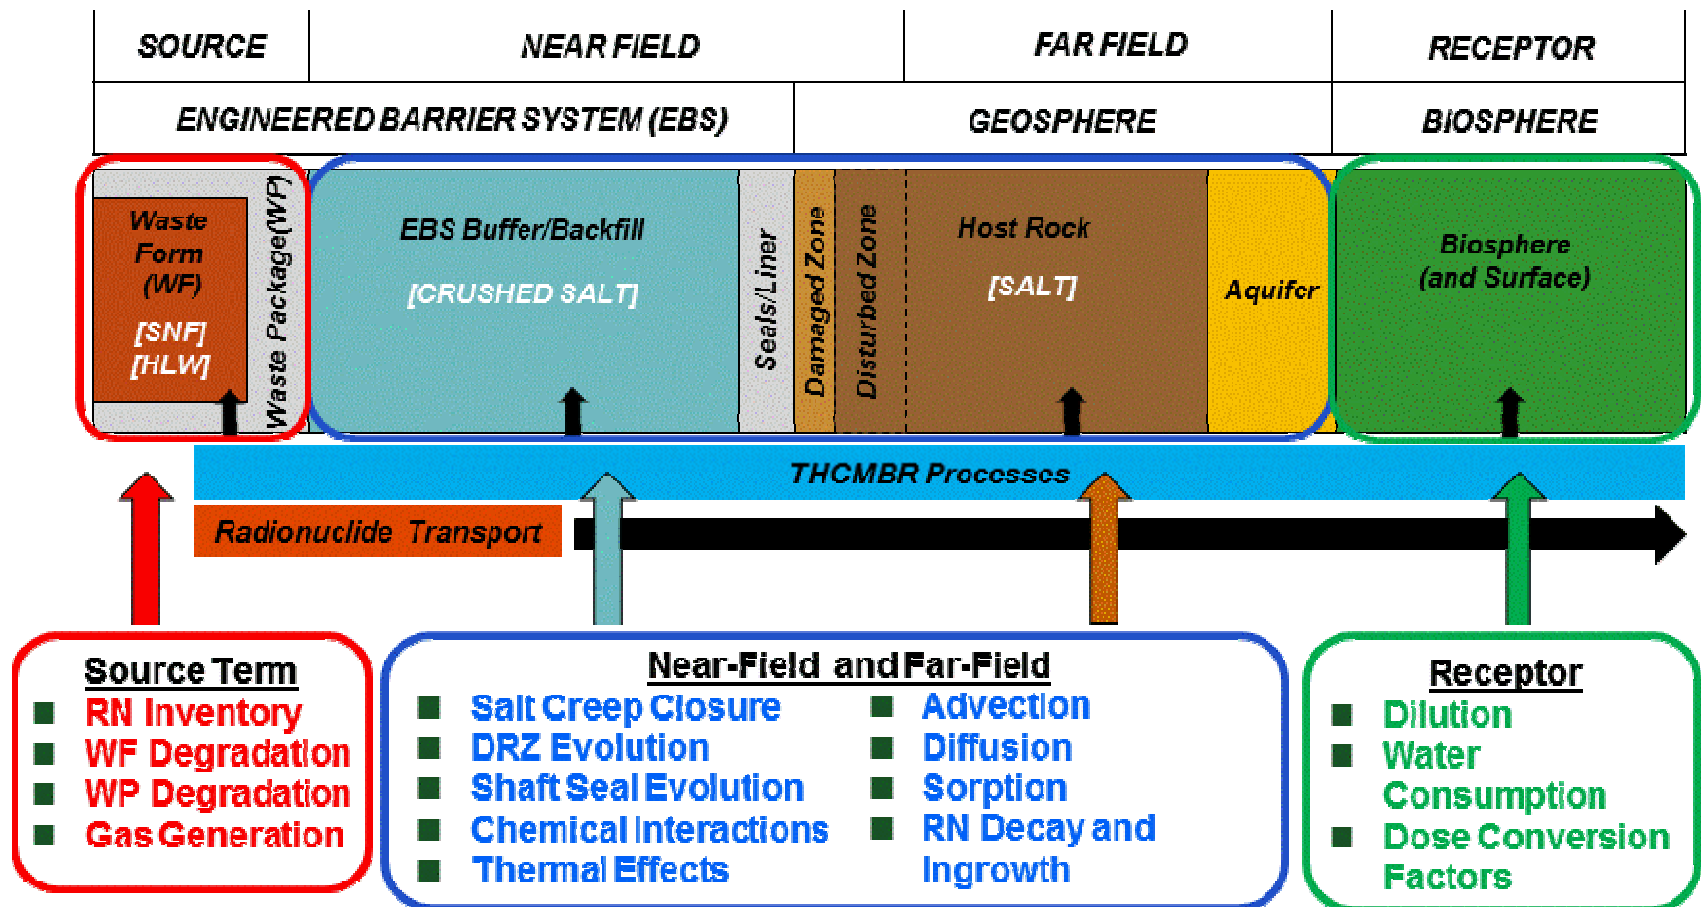 SOURCE NEAR FIELD FAR FIELD RECEPTOR
ENGINEERED BARRIER SYSTEM (EBS) GEOSPHERE BIOSPHERE
Waste
Form
(WF)
[SNF]
[HLW]
Waste Package(WP)
EBS Buffer/Backfill
[CRUSHED SALT]
Seals/Liner
Damaged Zone
Disturbed Zone
Host Rock
[SALT]
Aquifer
Biosphere
(and Surface)
THCMBR Processes
Radionuclide Transport
Source Term
RN Inventory
WF Degradation
WP Degradation
Gas Generation
Near-Field and Far-Field
Salt Creep Closure
DRZ Evolution
Shaft Seal Evolution
Chemical Interactions
Thermal Effects
Advection
Diffusion
Sorption
RN Decay and
Ingrowth
Receptor
Dilution
Water
Consumption
Dose Conversion
Factors